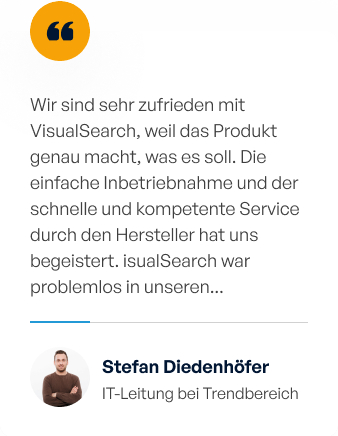 Wir sind sehr zufrieden mit
VisualSearch, weil das Produkt
genau macht, was es soll. Die
einfache Inbetriebnahme und der
schnelle und kompetente Service
durch den Hersteller hat uns
begeistert. isualSearch war
problemlos in unseren...
Stefan Diedenhöfer
IT-Leitung bei Trendbereich